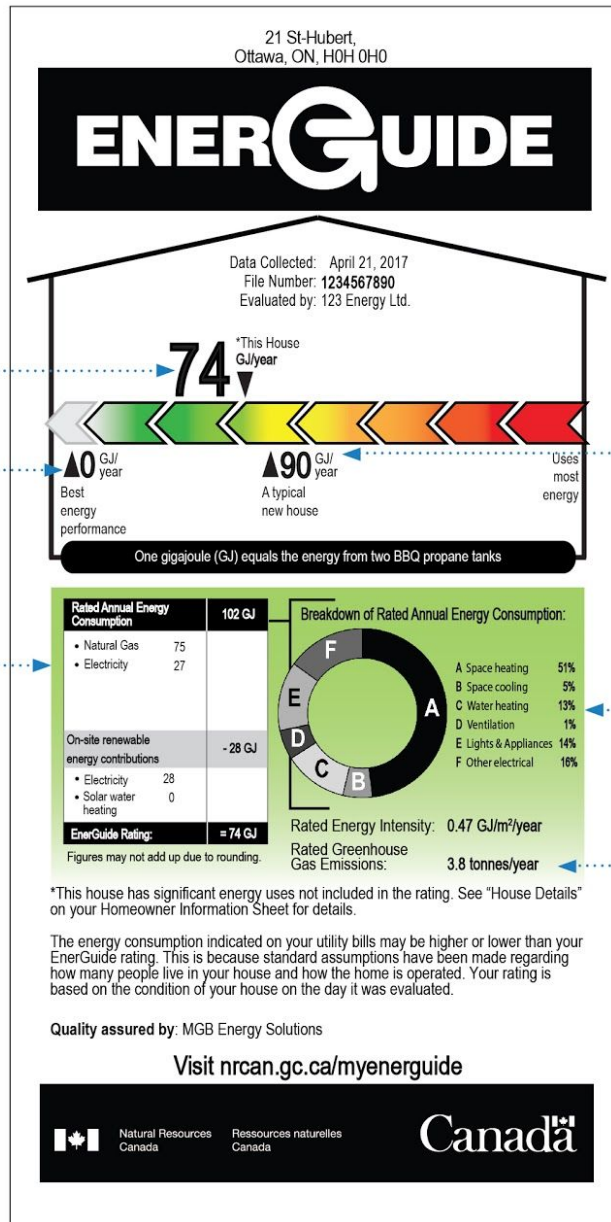 21 St-Hubert,
Ottawa, ON, H0H 0H0
ENERGUIDE
Data Collected: April 21, 2017
File Number: 1234567890
Evaluated by: 123 Energy Ltd.
74
*This House
GJ/year
0 GJ/
year
Best
energy
performance
90 GJ/
year
A typical
new house
Uses
most
energy
One gigajoule (GJ) equals the energy from two BBQ propane tanks
Rated Annual Energy
Consumption 102 GJ
• Natural Gas 75
• Electricity 27
On-site renewable
energy contributions - 28 GJ
• Electricity 28
• Solar water
heating 0
EnerGuide Rating: = 74 GJ
Figures may not add up due to rounding.
Breakdown of Rated Annual Energy Consumption:
F
E
D
C
B
A
A Space heating 51%
B Space cooling 5%
C Water heating 13%
D Ventilation 1%
E Lights & Appliances 14%
F Other electrical 16%
Rated Energy Intensity: 0.47 GJ/m²/year
Rated Greenhouse
Gas Emissions: 3.8 tonnes/year
*This house has significant energy uses not included in the rating. See “House Details”
on your Homeowner Information Sheet for details.
The energy consumption indicated on your utility bills may be higher or lower than your
EnerGuide rating. This is because standard assumptions have been made regarding
how many people live in your house and how the home is operated. Your rating is
based on the condition of your house on the day it was evaluated.
Quality assured by: MGB Energy Solutions
Visit nrcan.gc.ca/myenerguide
Natural Resources
Canada
Ressources naturelles
Canada
Canada